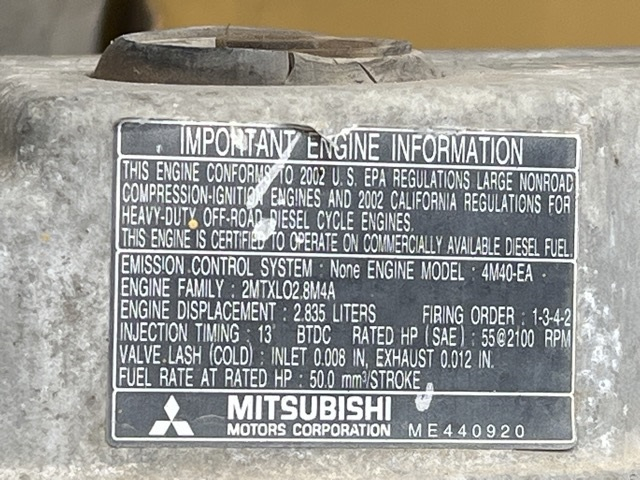 IMPORTANT ENGINE INFORMATION
THIS ENGINE CONFORMS TO 2002 U.S. EPA REGULATIONS LARGE NONROAD
COMPRESSION-IGNITION ENGINES AND 2002 CALIFORNIA REGULATIONS FOR
HEAVY-DUTY OFF-ROAD DIESEL CYCLE ENGINES.
THIS ENGINE IS CERTIFIED TO OPERATE ON COMMERCIALLY AVAILABLE DIESEL FUEL.
EMISSION CONTROL SYSTEM : None ENGINE MODEL : 4M40-EA
ENGINE FAMILY : 2MTXL02.8M4A
ENGINE DISPLACEMENT : 2.835 LITERS FIRING ORDER : 1-3-4-2
INJECTION TIMING : 13° BTDC RATED HP (SAE) : 55@2100 RPM
VALVE LASH (COLD) : INLET 0.008 IN, EXHAUST 0.012 IN.
FUEL RATE AT RATED HP : 50.0 mm³/STROKE
MITSUBISHI
MOTORS CORPORATION ME440920